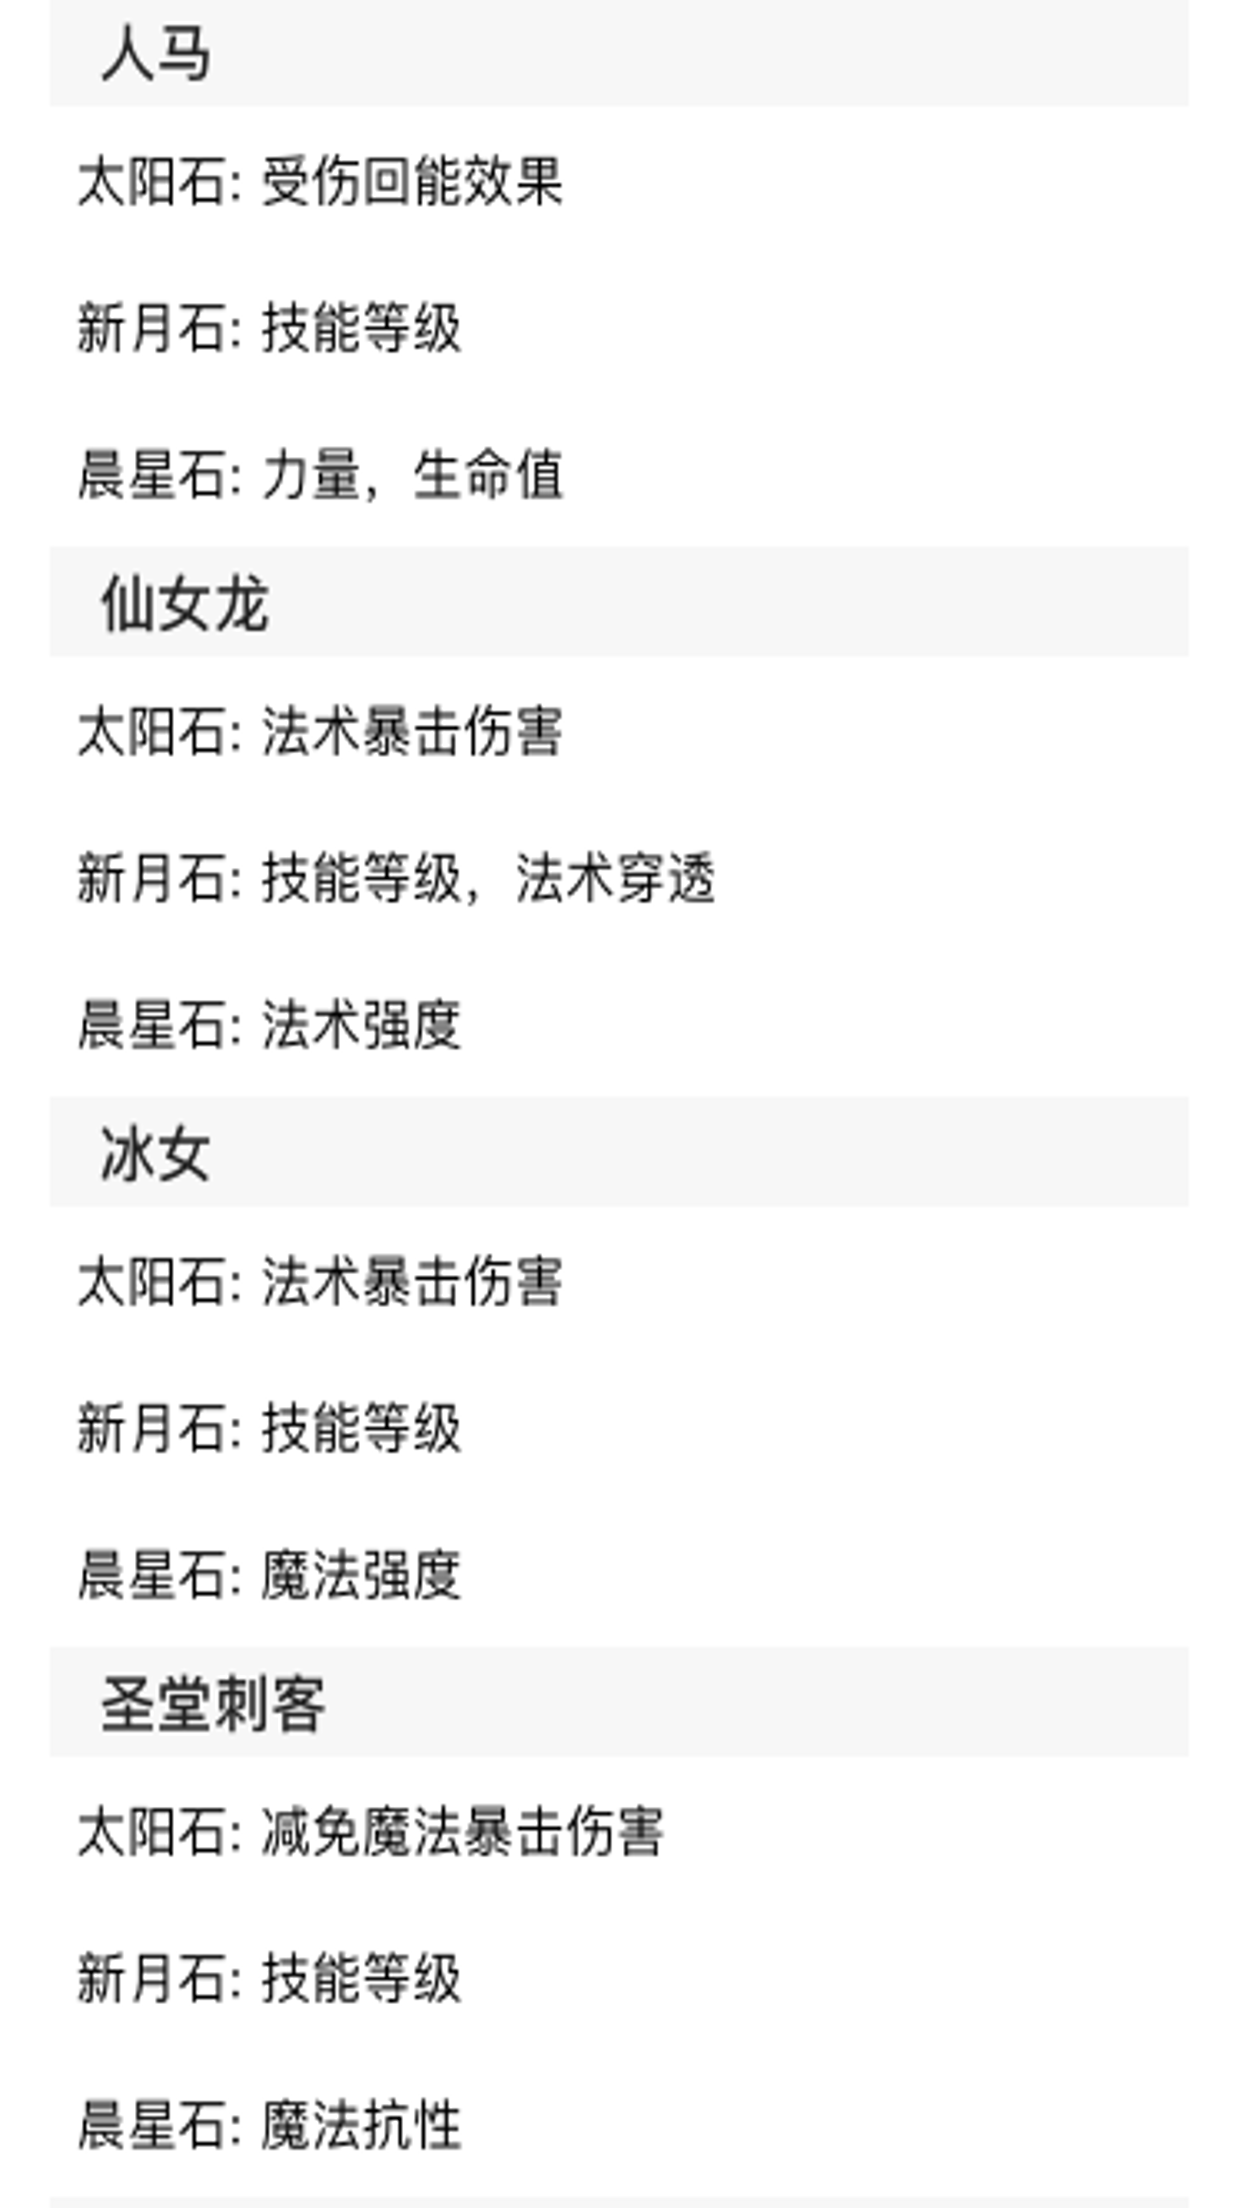 人马
太阳石: 受伤回能效果
新月石: 技能等级
晨星石: 力量，生命值
仙女龙
太阳石: 法术暴击伤害
新月石: 技能等级，法术穿透
晨星石: 法术强度
冰女
太阳石: 法术暴击伤害
新月石: 技能等级
晨星石: 魔法强度
圣堂刺客
太阳石: 减免魔法暴击伤害
新月石: 技能等级
晨星石: 魔法抗性